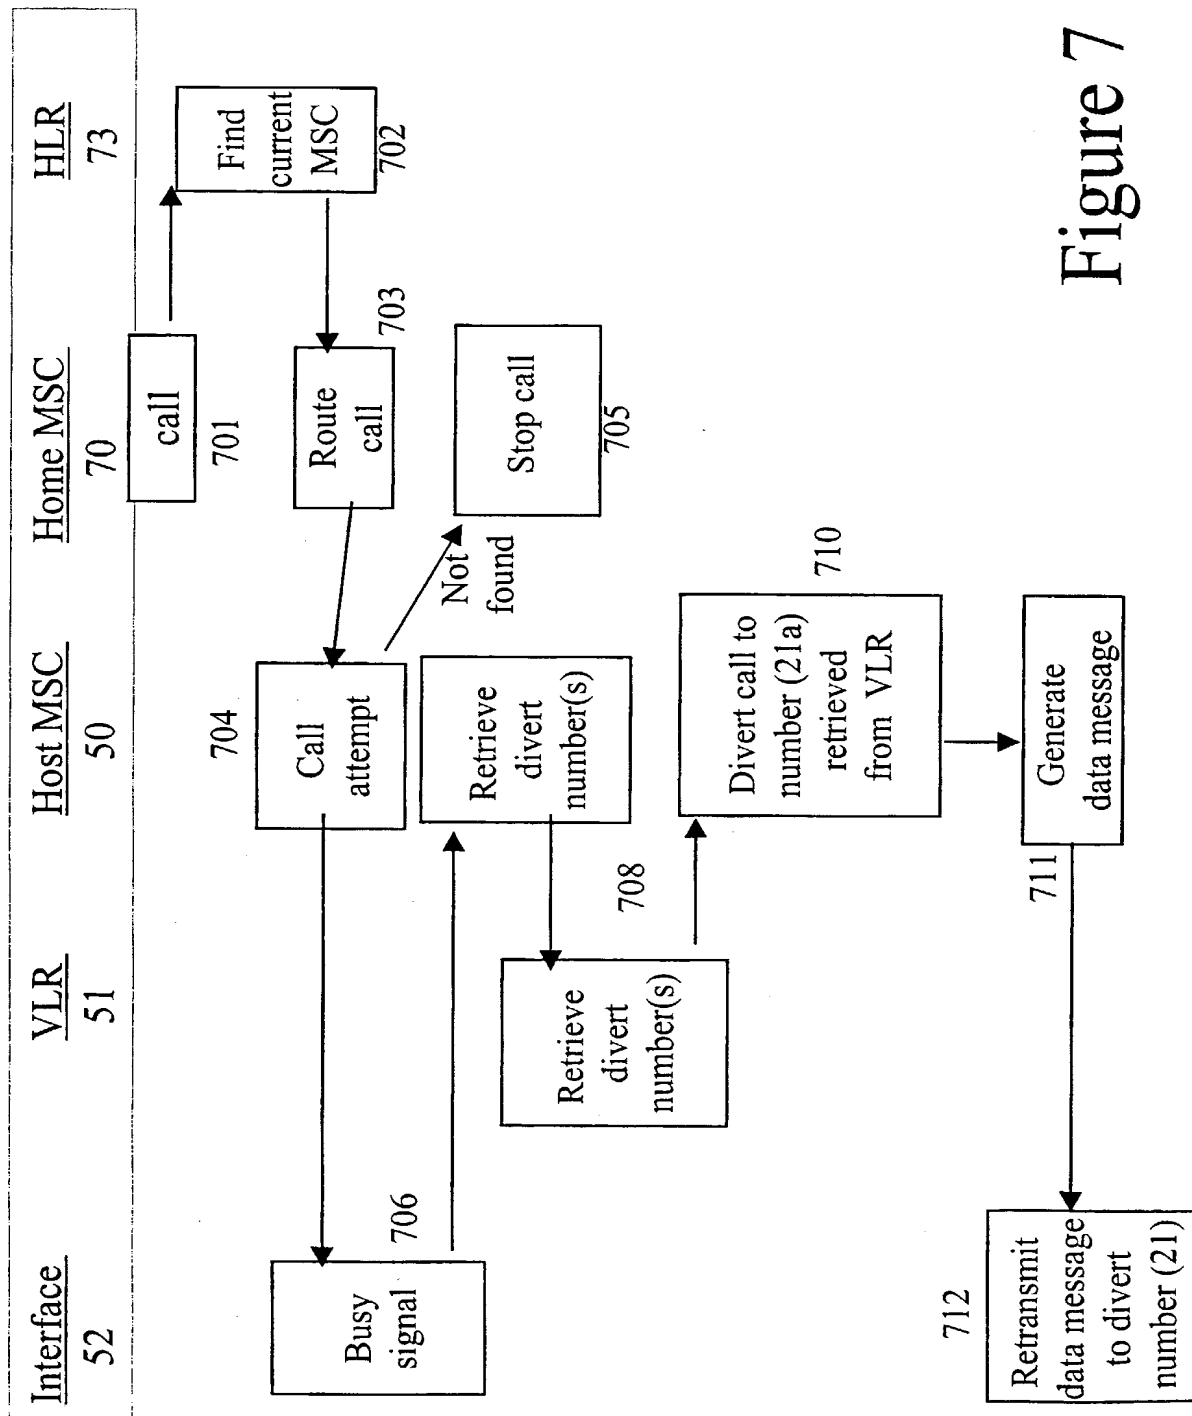 Interface
VLR
Host MSC
Home MSC
HLR
52
51
50
70
73
call
701
Find
current
MSC
702
Route
call
703
704
Call
attempt
Not
found
Stop call
705
Busy
signal
706
Retrieve
divert
number(s)
Retrieve
divert
number(s)
708
Divert call to
number (21a)
retrieved
from VLR
710
Generate
data message
711
712
Retransmit
data message
to divert
number (21)
Figure 7